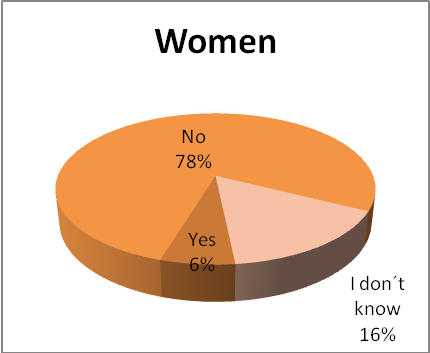 Women
No
78%
Yes
6%
I don´t
know
16%